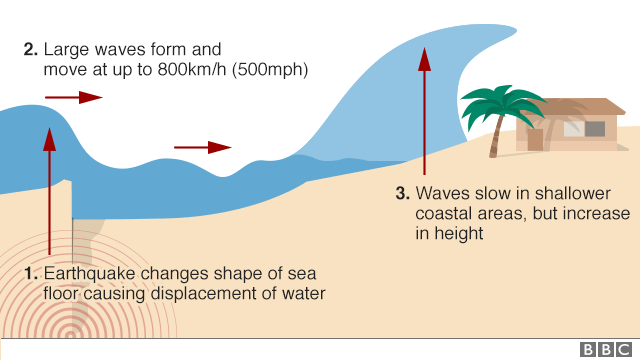 2. Large waves form and
move at up to 800km/h (500mph)
3. Waves slow in shallower
coastal areas, but increase
in height
1. Earthquake changes shape of sea
floor causing displacement of water
BBC